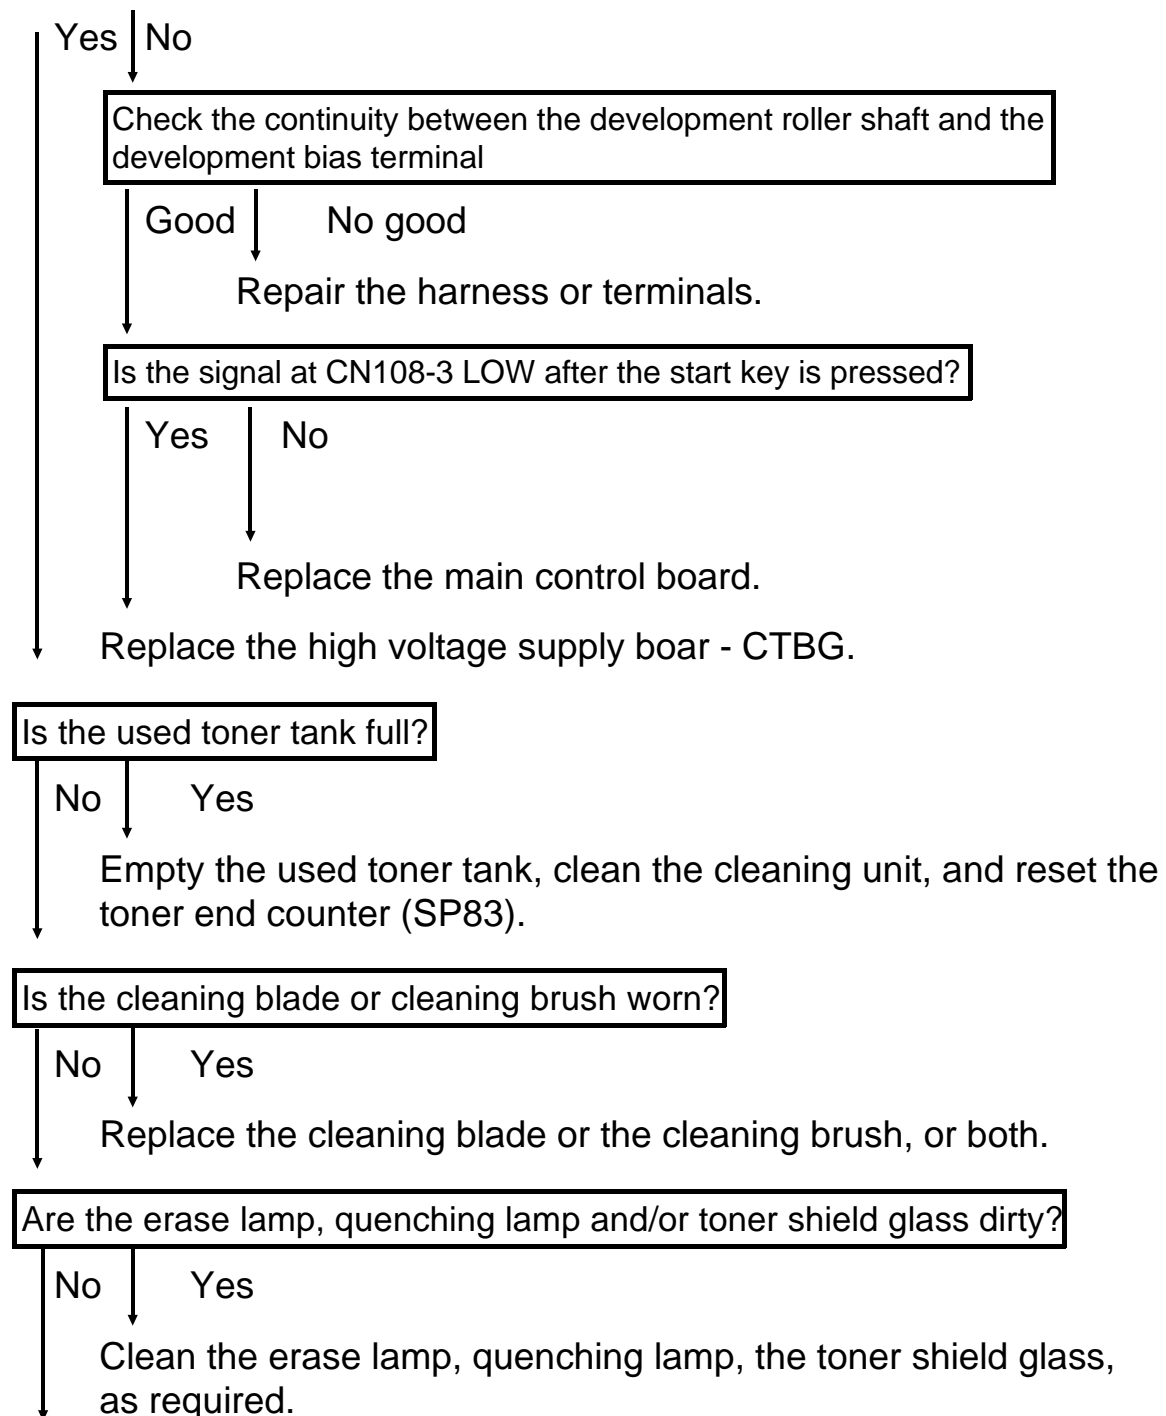 Yes No
Check the continuity between the development roller shaft and the
development bias terminal
Good No good
Repair the harness or terminals.
Is the signal at CN108-3 LOW after the start key is pressed?
Yes No
Replace the main control board.
Replace the high voltage supply boar - CTBG.
Is the used toner tank full?
No Yes
Empty the used toner tank, clean the cleaning unit, and reset the
toner end counter (SP83).
Is the cleaning blade or cleaning brush worn?
No Yes
Replace the cleaning blade or the cleaning brush, or both.
Are the erase lamp, quenching lamp and/or toner shield glass dirty?
No Yes
Clean the erase lamp, quenching lamp, the toner shield glass,
as required.